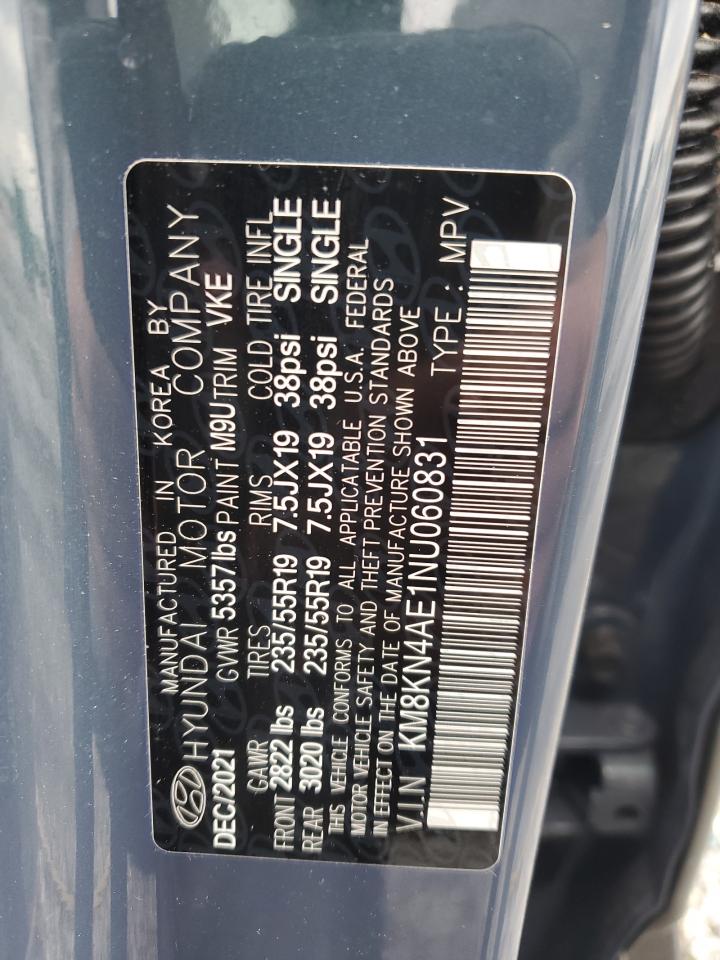 MANUFACTURED IN KOREA BY
HYUNDAI MOTOR COMPANY
DEC/2021 GVWR 5357lbs PAINT M9U TRIM VKE
GAWR TIRES RIMS COLD TIRE INFL
FRONT 2822 lbs 235/55R19 7.5JX19 38psi SINGLE
REAR 3020 lbs 235/55R19 7.5JX19 38psi SINGLE
THIS VEHICLE CONFORMS TO ALL APPLICATABLE U.S.A. FEDERAL
MOTOR VEHICLE SAFETY AND THEFT PREVENTION STANDARDS
IN EFFECT ON THE DATE OF MANUFACTURE SHOWN ABOVE
V.I.N KM8KN4AE1NU060831 TYPE : MPV